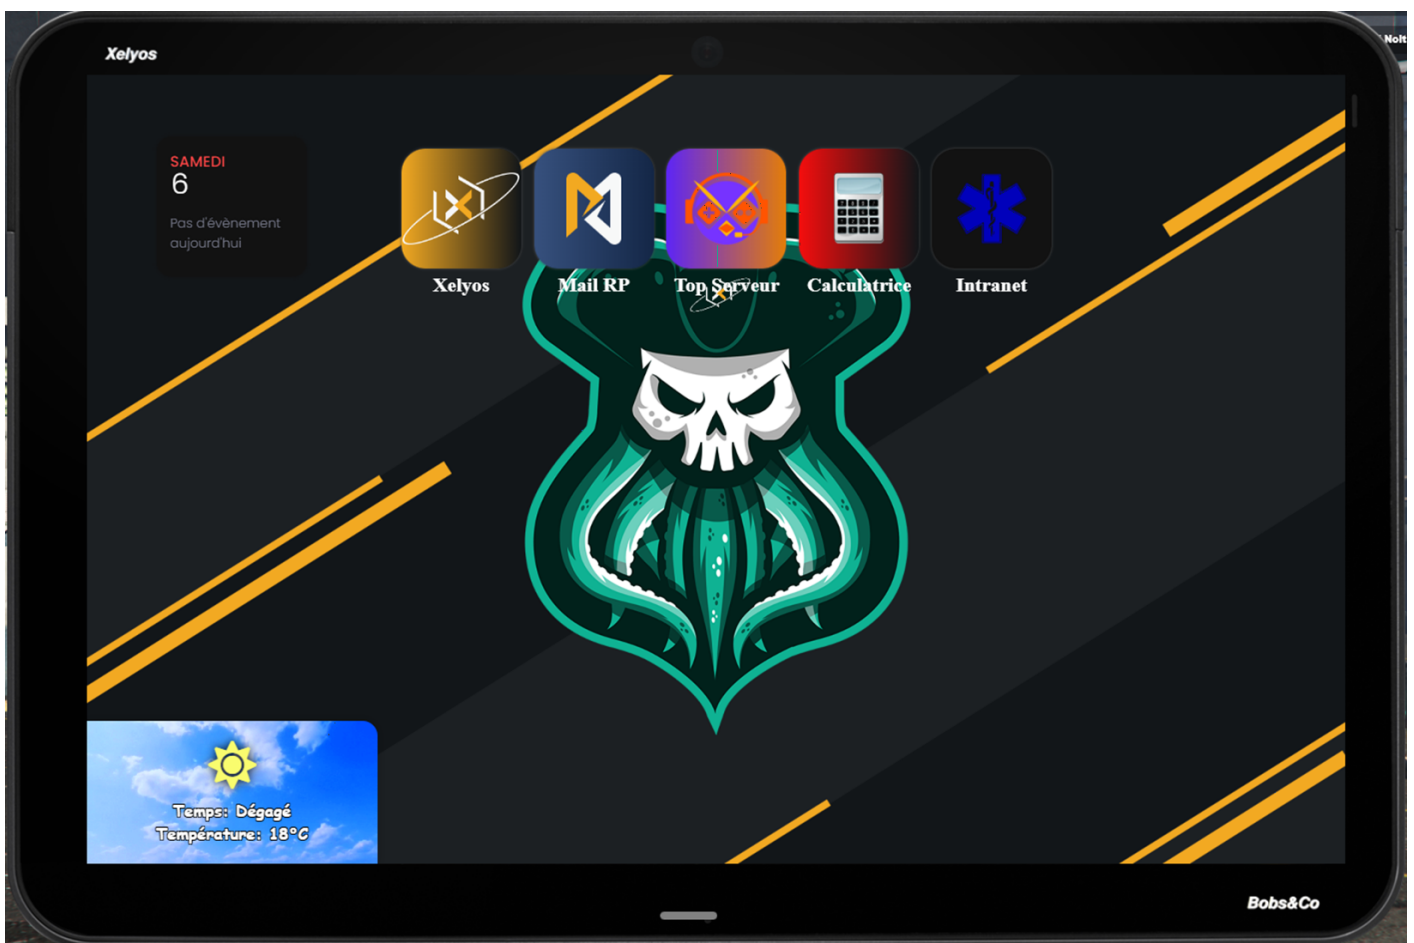 Nolt
Xelyos
SAMEDI
6
Pas d'évènement
aujourd'hui
Xelyos
Mail RP
Top Serveur
Calculatrice
Intranet
Temps: Dégagé
Température: 18°C
Bobs&Co